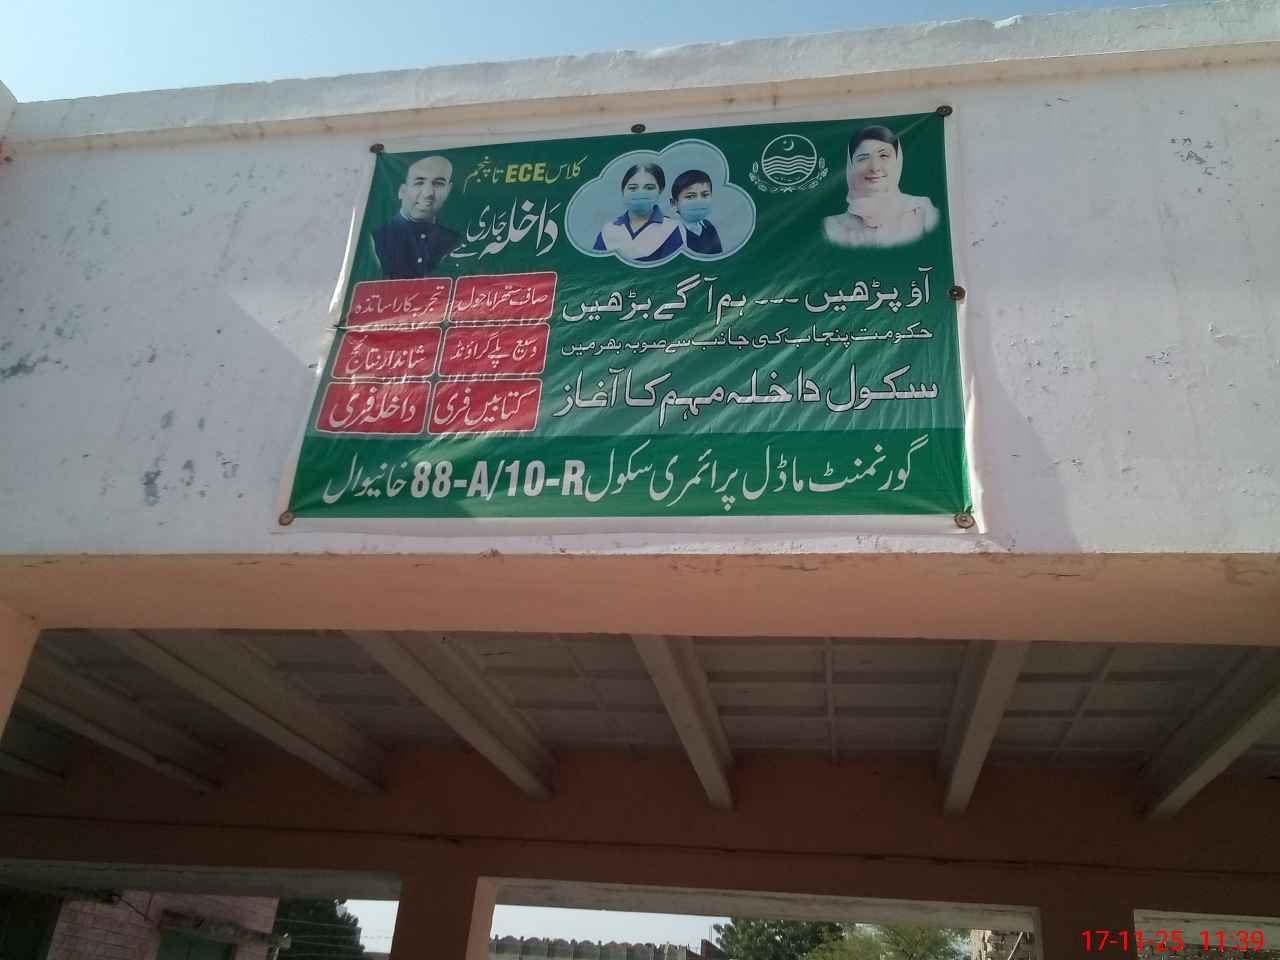 کلاس ECE تا پنجم
داخلہ جاری ہے
آؤ پڑھیں --- ہم آگے بڑھیں
حکومت پنجاب کی جانب سے صوبہ بھر میں
سکول داخلہ مہم کا آغاز
صاف ستھرا ماحول
تجربہ کار اساتذہ
وسیع پلے گراؤنڈ
شاندار نتائج
کتابیں فری
داخلہ فری
گورنمنٹ ماڈل پرائمری سکول 88-A/10-R خانیوال
17-11-25 11:39